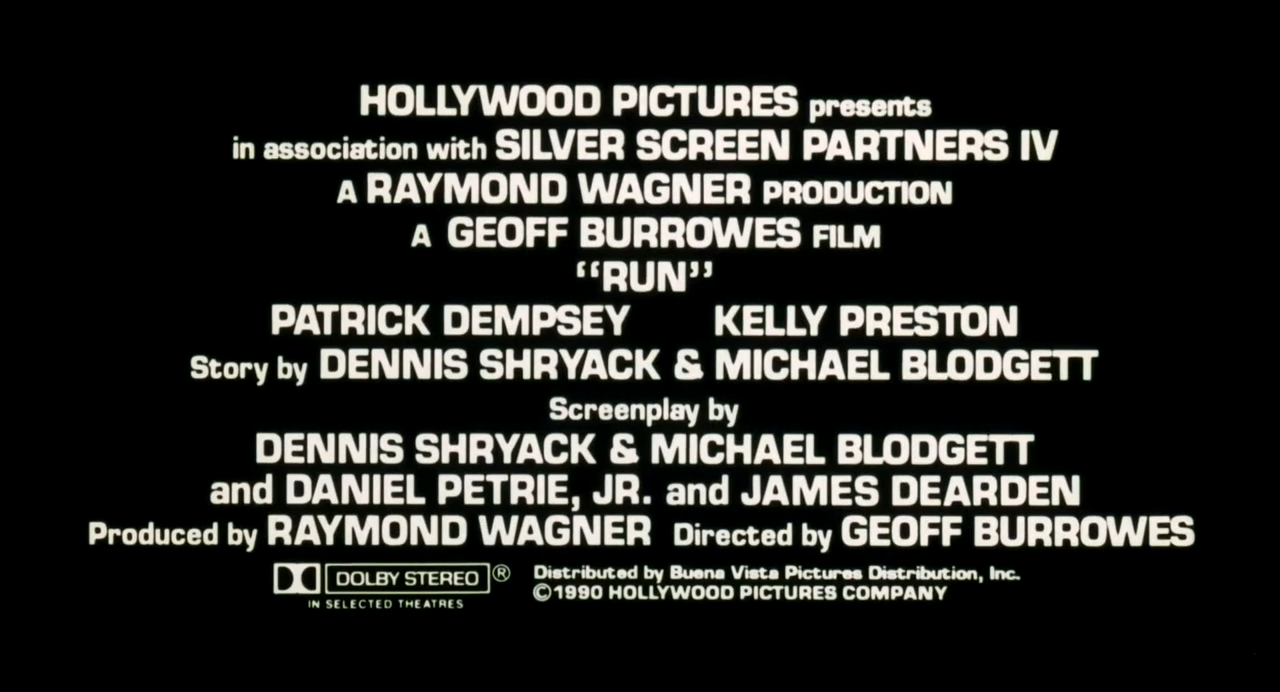 HOLLYWOOD PICTURES presents
in association with SILVER SCREEN PARTNERS IV
A RAYMOND WAGNER PRODUCTION
A GEOFF BURROWES FILM
“RUN”
PATRICK DEMPSEY KELLY PRESTON
Story by DENNIS SHRYACK & MICHAEL BLODGETT
Screenplay by
DENNIS SHRYACK & MICHAEL BLODGETT
and DANIEL PETRIE, JR. and JAMES DEARDEN
Produced by RAYMOND WAGNER Directed by GEOFF BURROWES
DOLBY STEREO ®
IN SELECTED THEATRES
Distributed by Buena Vista Pictures Distribution, Inc.
©1990 HOLLYWOOD PICTURES COMPANY